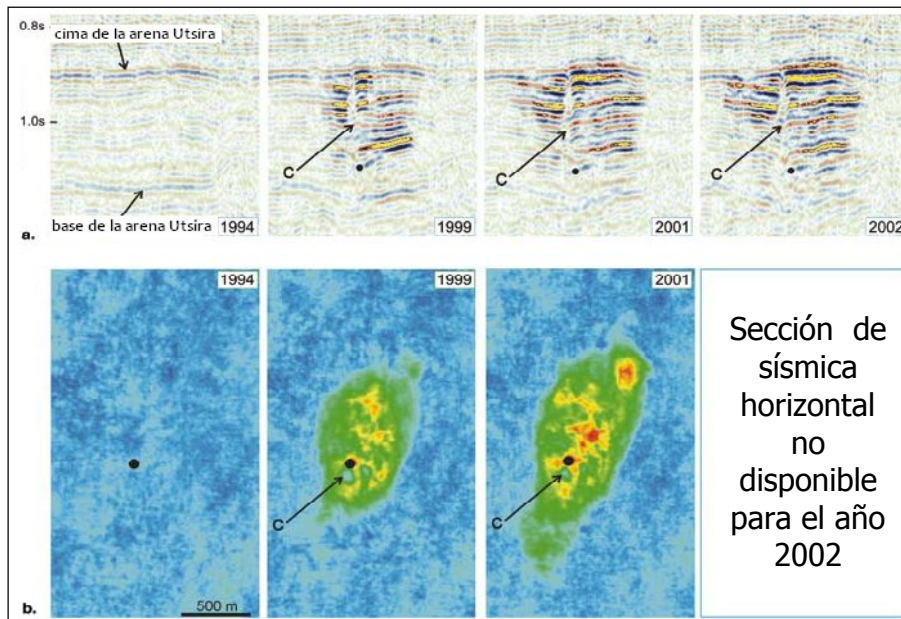 0.8s
cima de la arena Utsira
1.0s
C
C
C
base de la arena Utsira
1994
1999
2001
2002
a.
1994
1999
2001
C
C
500 m
b.
Sección de
sísmica
horizontal
no
disponible
para el año
2002